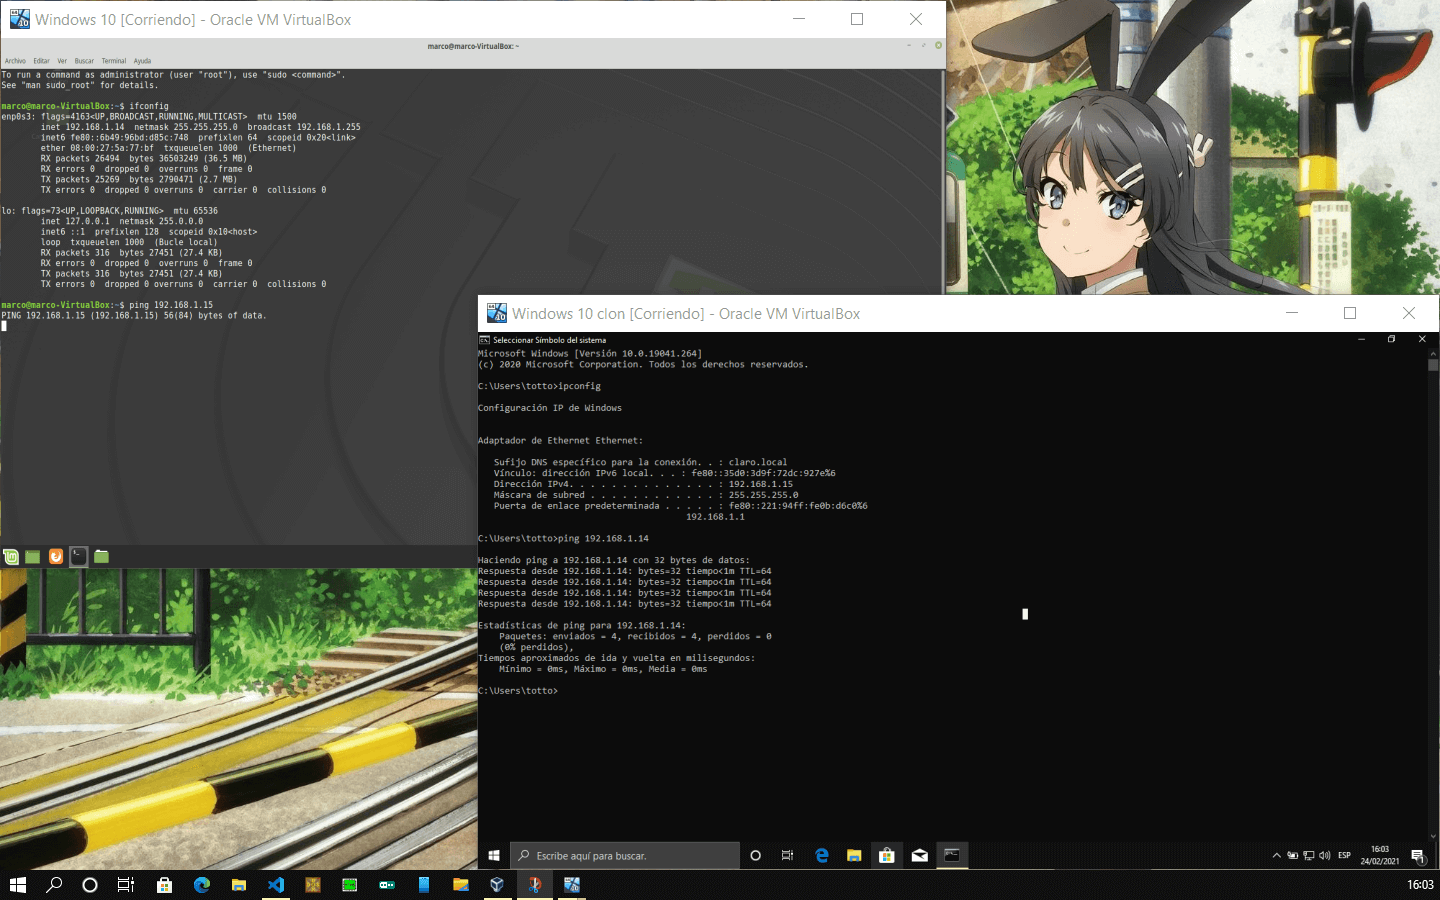 Windows 10 [Corriendo] - Oracle VM VirtualBox
marco@marco-VirtualBox: ~
Archivo Editar Ver Buscar Terminal Ayuda
To run a command as administrator (user "root"), use "sudo <command>".
See "man sudo_root" for details.
marco@marco-VirtualBox:~$ ifconfig
enp0s3: flags=4163<UP,BROADCAST,RUNNING,MULTICAST>  mtu 1500
inet 192.168.1.14  netmask 255.255.255.0  broadcast 192.168.1.255
inet6 fe80::6b49:96bd:d85c:748  prefixlen 64  scopeid 0x20<link>
ether 08:00:27:5a:77:bf  txqueuelen 1000  (Ethernet)
RX packets 26494  bytes 36503249 (36.5 MB)
RX errors 0  dropped 0  overruns 0  frame 0
TX packets 25269  bytes 2790471 (2.7 MB)
TX errors 0  dropped 0 overruns 0  carrier 0  collisions 0
lo: flags=73<UP,LOOPBACK,RUNNING>  mtu 65536
inet 127.0.0.1  netmask 255.0.0.0
inet6 ::1  prefixlen 128  scopeid 0x10<host>
loop  txqueuelen 1000  (Bucle local)
RX packets 316  bytes 27451 (27.4 KB)
RX errors 0  dropped 0  overruns 0  frame 0
TX packets 316  bytes 27451 (27.4 KB)
TX errors 0  dropped 0 overruns 0  carrier 0  collisions 0
marco@marco-VirtualBox:~$ ping 192.168.1.15
PING 192.168.1.15 (192.168.1.15) 56(84) bytes of data.
Windows 10 clon [Corriendo] - Oracle VM VirtualBox
Seleccionar Símbolo del sistema
Microsoft Windows [Versión 10.0.19041.264]
(c) 2020 Microsoft Corporation. Todos los derechos reservados.
C:\Users\totto>ipconfig
Configuración IP de Windows
Adaptador de Ethernet Ethernet:
Sufijo DNS específico para la conexión. . : claro.local
Vínculo: dirección IPv6 local. . . : fe80::35d0:3d9f:72dc:927e%6
Dirección IPv4. . . . . . . . . . . . . . : 192.168.1.15
Máscara de subred . . . . . . . . . . . . : 255.255.255.0
Puerta de enlace predeterminada . . . . . : fe80::221:94ff:fe0b:d6c0%6
192.168.1.1
C:\Users\totto>ping 192.168.1.14
Haciendo ping a 192.168.1.14 con 32 bytes de datos:
Respuesta desde 192.168.1.14: bytes=32 tiempo<1m TTL=64
Respuesta desde 192.168.1.14: bytes=32 tiempo<1m TTL=64
Respuesta desde 192.168.1.14: bytes=32 tiempo<1m TTL=64
Respuesta desde 192.168.1.14: bytes=32 tiempo<1m TTL=64
Estadísticas de ping para 192.168.1.14:
Paquetes: enviados = 4, recibidos = 4, perdidos = 0
(0% perdidos),
Tiempos aproximados de ida y vuelta en milisegundos:
Mínimo = 0ms, Máximo = 0ms, Media = 0ms
C:\Users\totto>
Escribe aquí para buscar.
ESP
16:03
24/02/2021
1
16:03